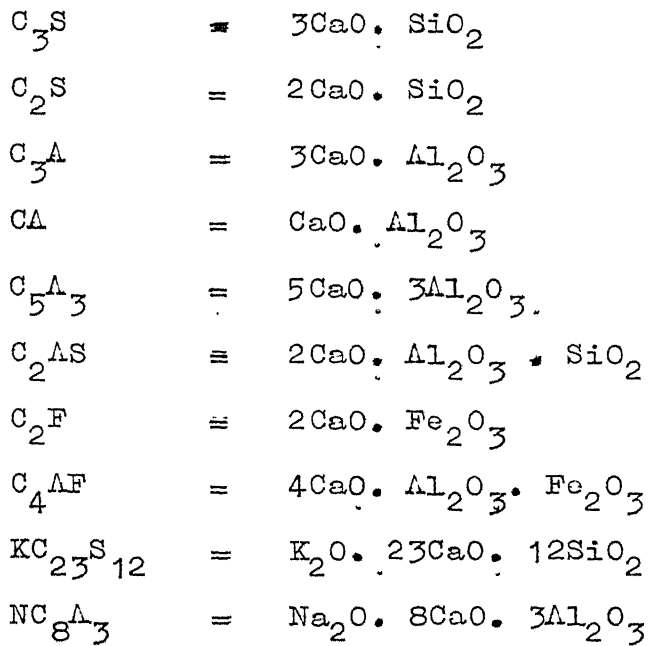 C₃S = 3CaO. SiO₂
C₂S = 2CaO. SiO₂
C₃A = 3CaO. Al₂O₃
CA = CaO. Al₂O₃
C₅A₃ = 5CaO. 3Al₂O₃.
C₂AS = 2CaO. Al₂O₃ . SiO₂
C₂F = 2CaO. Fe₂O₃
C₄AF = 4CaO. Al₂O₃. Fe₂O₃
KC₂₃S₁₂ = K₂O. 23CaO. 12SiO₂
NC₈A₃ = Na₂O. 8CaO. 3Al₂O₃